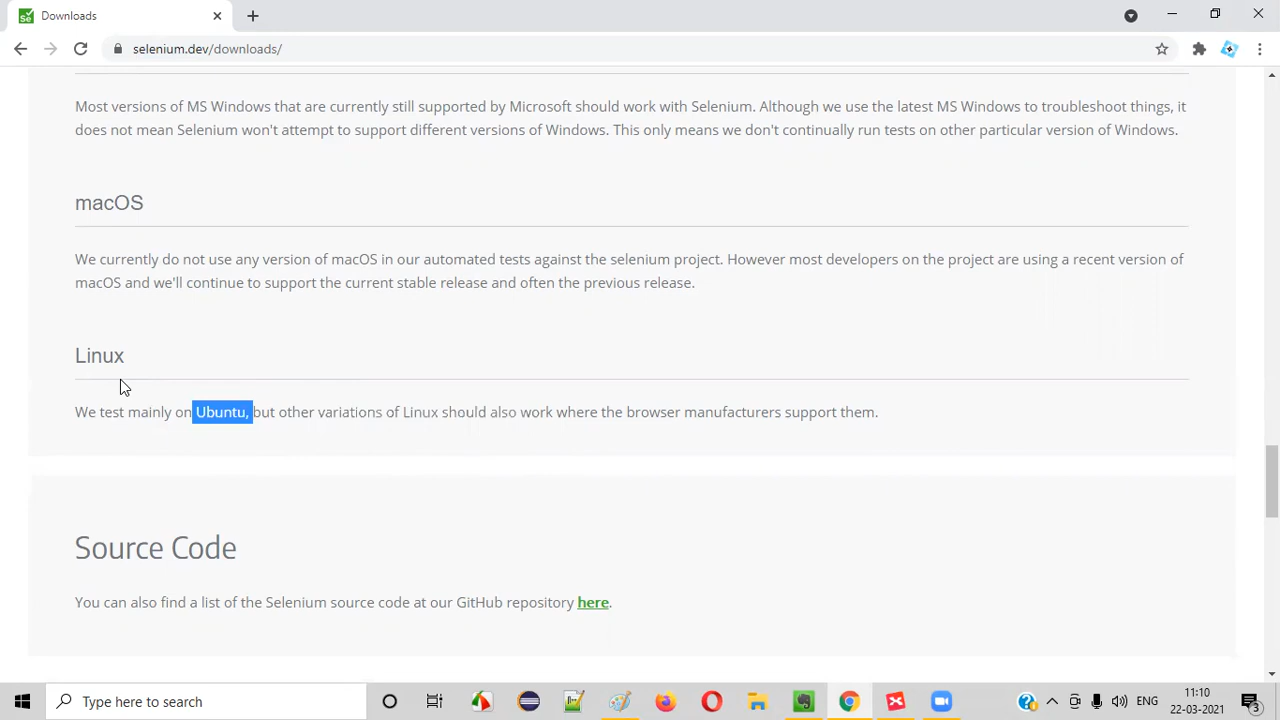 Downloads
selenium.dev/downloads/
Most versions of MS Windows that are currently still supported by Microsoft should work with Selenium. Although we use the latest MS Windows to troubleshoot things, it
does not mean Selenium won't attempt to support different versions of Windows. This only means we don't continually run tests on other particular version of Windows.
macOS
We currently do not use any version of macOS in our automated tests against the selenium project. However most developers on the project are using a recent version of
macOS and we'll continue to support the current stable release and often the previous release.
Linux
We test mainly on Ubuntu, but other variations of Linux should also work where the browser manufacturers support them.
Source Code
You can also find a list of the Selenium source code at our GitHub repository here.
Type here to search
ENG
11:10
22-03-2021
3